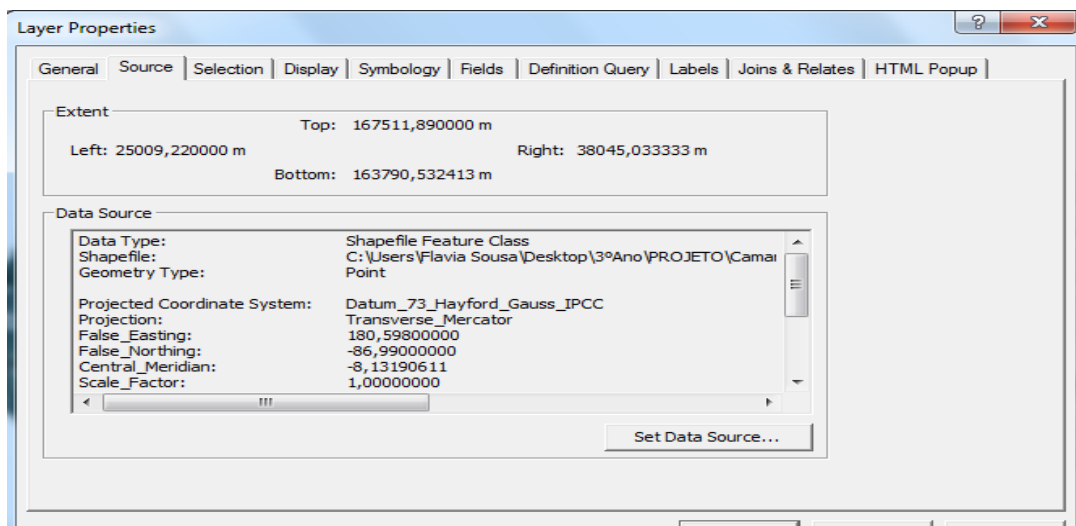 Layer Properties
General Source Selection Display Symbology Fields Definition Query Labels Joins & Relates HTML Popup
Extent
Top: 167511,890000 m
Left: 25009,220000 m Right: 38045,033333 m
Bottom: 163790,532413 m
Data Source
Data Type: Shapefile Feature Class
Shapefile: C:\Users\Flavia Sousa\Desktop\3ºAno\PROJETO\Camar
Geometry Type: Point
Projected Coordinate System: Datum_73_Hayford_Gauss_IPCC
Projection: Transverse_Mercator
False_Easting: 180,59800000
False_Northing: -86,99000000
Central_Meridian: -8,13190611
Scale_Factor: 1,00000000
Set Data Source...